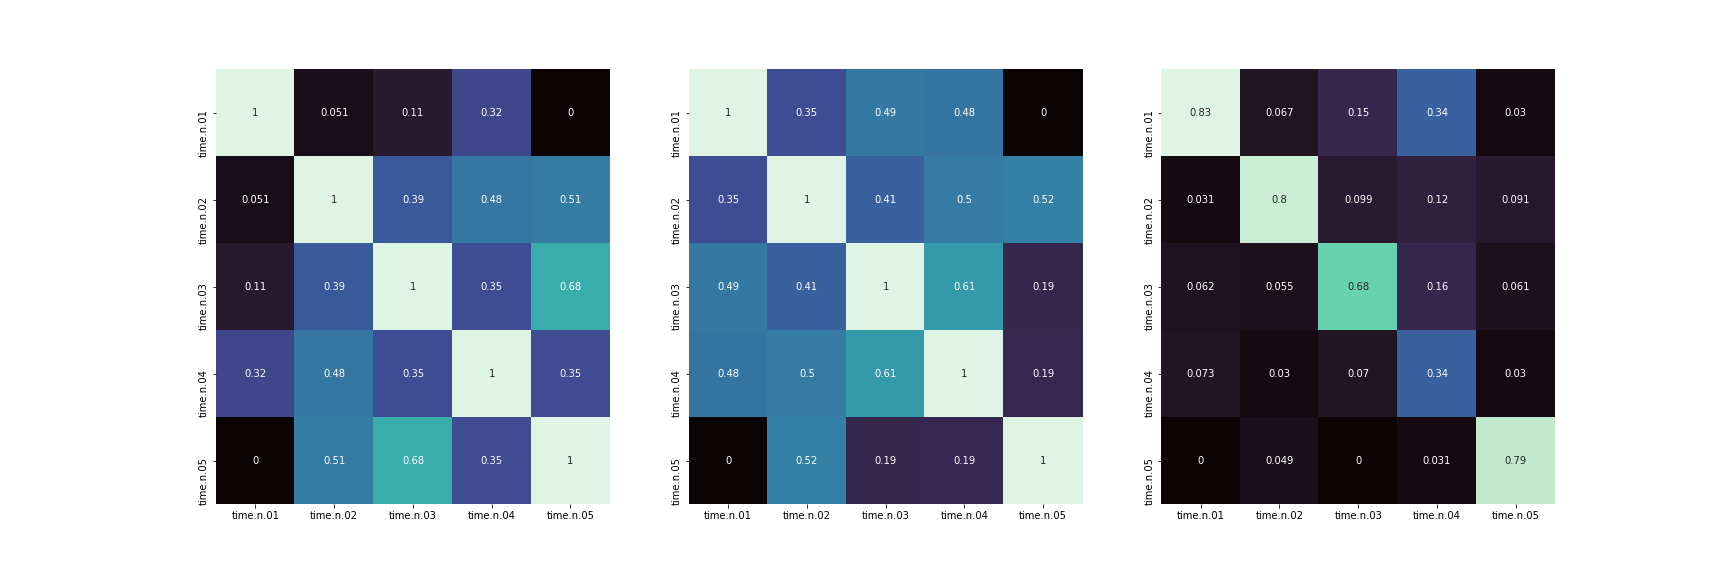 time.n.01 1 0.051 0.11 0.32 0
time.n.02 0.051 1 0.39 0.48 0.51
time.n.03 0.11 0.39 1 0.35 0.68
time.n.04 0.32 0.48 0.35 1 0.35
time.n.05 0 0.51 0.68 0.35 1
time.n.01 time.n.02 time.n.03 time.n.04 time.n.05
time.n.01 1 0.35 0.49 0.48 0
time.n.02 0.35 1 0.41 0.5 0.52
time.n.03 0.49 0.41 1 0.61 0.19
time.n.04 0.48 0.5 0.61 1 0.19
time.n.05 0 0.52 0.19 0.19 1
time.n.01 time.n.02 time.n.03 time.n.04 time.n.05
time.n.01 0.83 0.067 0.15 0.34 0.03
time.n.02 0.031 0.8 0.099 0.12 0.091
time.n.03 0.062 0.055 0.68 0.16 0.061
time.n.04 0.073 0.03 0.07 0.34 0.03
time.n.05 0 0.049 0 0.031 0.79
time.n.01 time.n.02 time.n.03 time.n.04 time.n.05